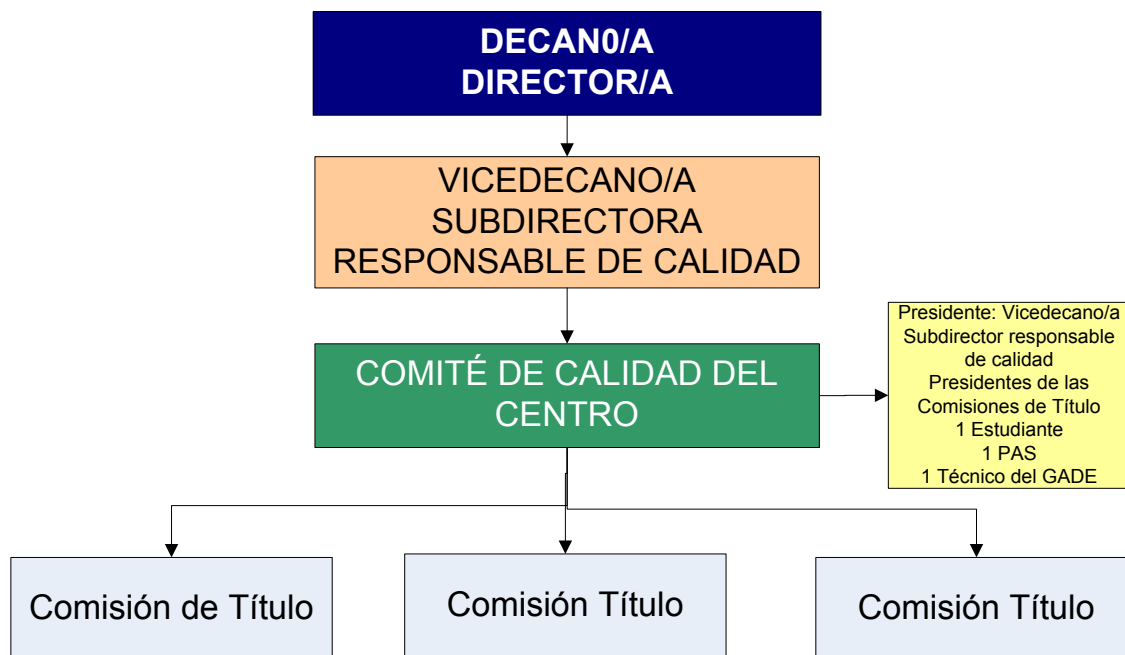 DECAN0/A
DIRECTOR/A
VICEDECANO/A
SUBDIRECTORA
RESPONSABLE DE CALIDAD
COMITÉ DE CALIDAD DEL
CENTRO
Presidente: Vicedecano/a
Subdirector responsable
de calidad
Presidentes de las
Comisiones de Título
1 Estudiante
1 PAS
1 Técnico del GADE
Comisión de Título
Comisión Título
Comisión Título